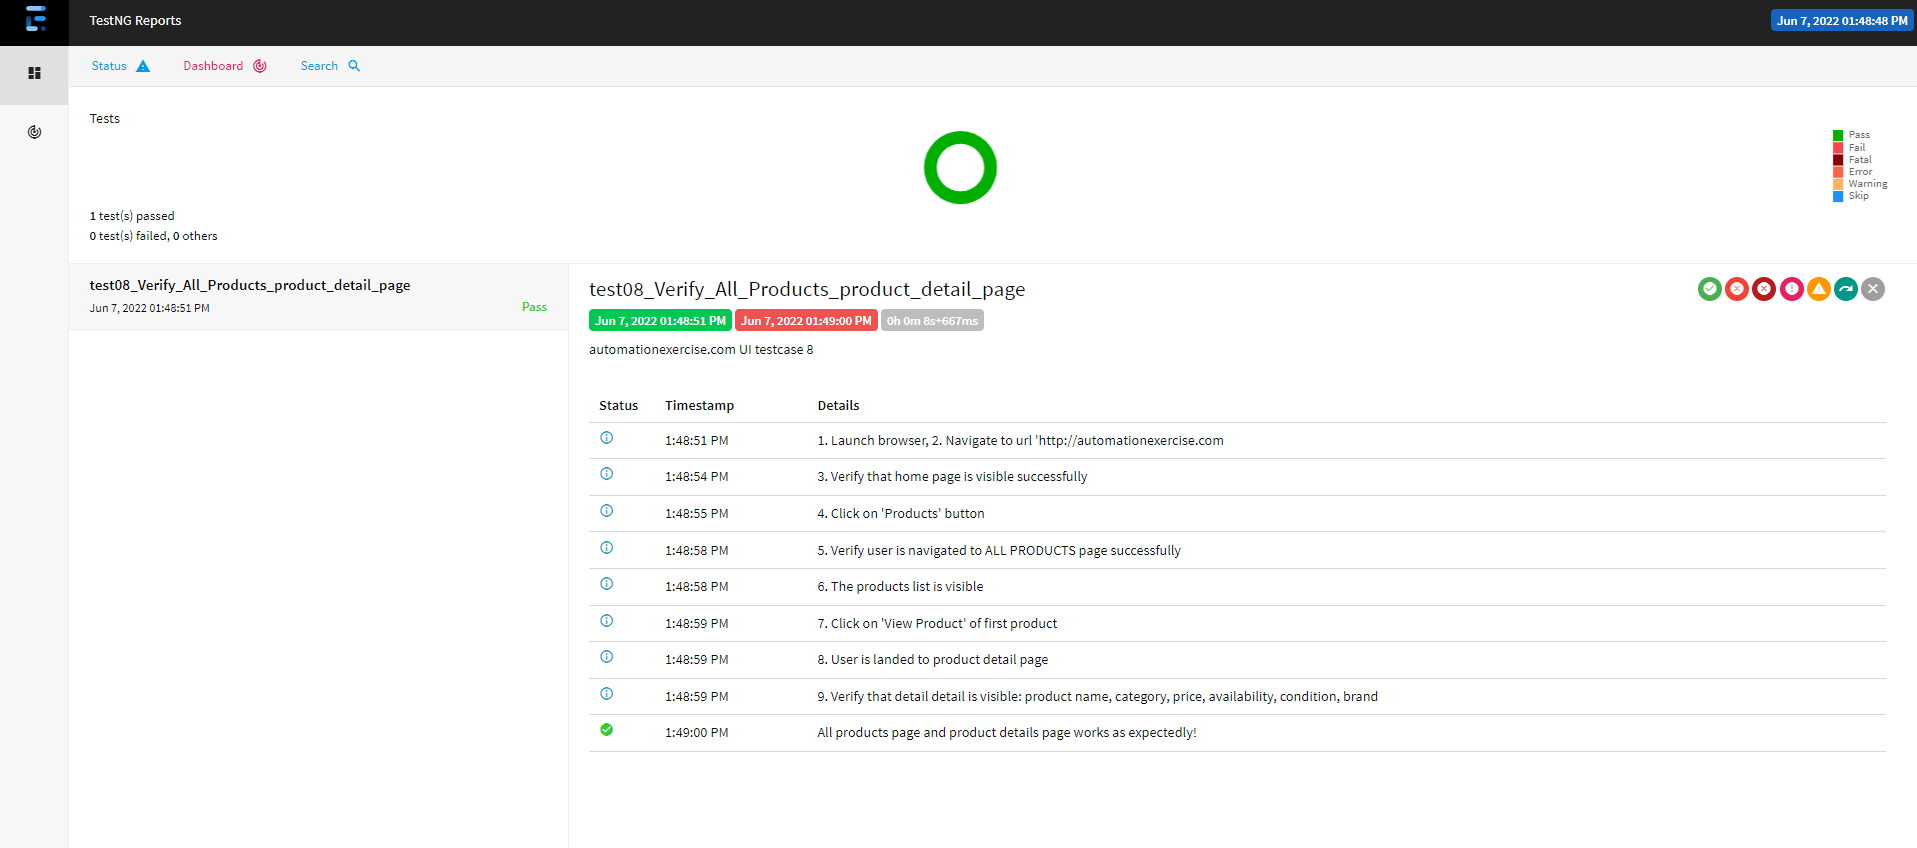 TestNG Reports
Jun 7, 2022 01:48:48 PM
Status
Dashboard
Search
Tests
Pass
Fail
Fatal
Error
Warning
Skip
1 test(s) passed
0 test(s) failed, 0 others
test08_Verify_All_Products_product_detail_page
Jun 7, 2022 01:48:51 PM
Pass
test08_Verify_All_Products_product_detail_page
Jun 7, 2022 01:48:51 PM Jun 7, 2022 01:49:00 PM 0h 0m 8s+667ms
automationexercise.com UI testcase 8
Status Timestamp Details
1:48:51 PM 1. Launch browser, 2. Navigate to url 'http://automationexercise.com
1:48:54 PM 3. Verify that home page is visible successfully
1:48:55 PM 4. Click on 'Products' button
1:48:58 PM 5. Verify user is navigated to ALL PRODUCTS page successfully
1:48:58 PM 6. The products list is visible
1:48:59 PM 7. Click on 'View Product' of first product
1:48:59 PM 8. User is landed to product detail page
1:48:59 PM 9. Verify that detail detail is visible: product name, category, price, availability, condition, brand
1:49:00 PM All products page and product details page works as expectedly!